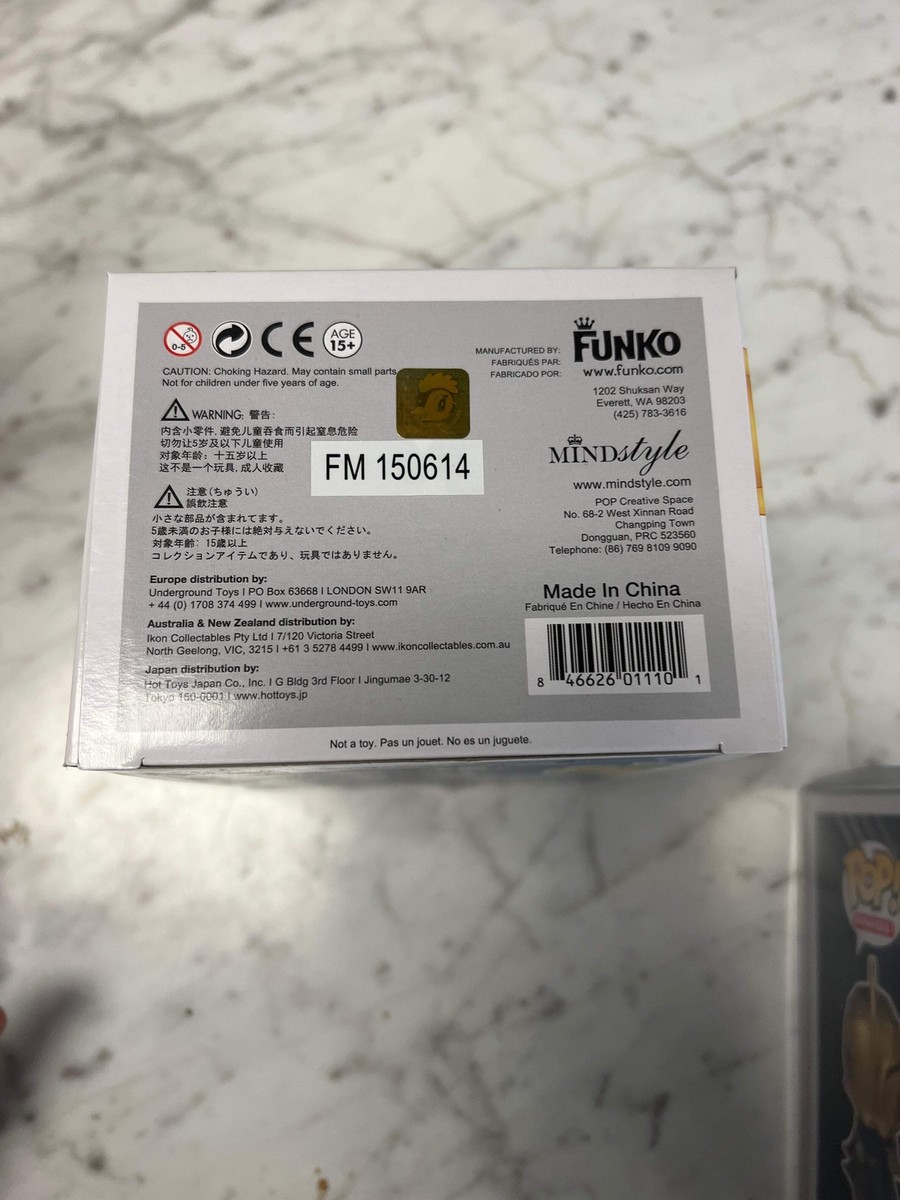 0-5
AGE
15+
CAUTION: Choking Hazard. May contain small parts.
Not for children under five years of age.
WARNING: 警告:
内含小零件, 避免儿童吞食而引起窒息危险
切勿让5岁及以下儿童使用
对象年龄: 十五岁以上
这不是一个玩具, 成人收藏
注意(ちゅうい)
誤飲注意
小さな部品が含まれてます。
5歳未満のお子様には絶対与えないでください。
対象年齢: 15歳以上
コレクションアイテムであり、玩具ではありません。
FM 150614
Europe distribution by:
Underground Toys I PO Box 63668 I LONDON SW11 9AR
+ 44 (0) 1708 374 499 I www.underground-toys.com
Australia & New Zealand distribution by:
Ikon Collectables Pty Ltd I 7/120 Victoria Street
North Geelong, VIC, 3215 I +61 3 5278 4499 I www.ikoncollectables.com.au
Japan distribution by:
Hot Toys Japan Co., Inc. I G Bldg 3rd Floor I Jingumae 3-30-12
Tokyo 150-0001 I www.hottoys.jp
MANUFACTURED BY:
FABRIQUÉS PAR:
FABRICADO POR:
FUNKO
www.funko.com
1202 Shuksan Way
Everett, WA 98203
(425) 783-3616
MINDstyle
www.mindstyle.com
POP Creative Space
No. 68-2 West Xinnan Road
Changping Town
Dongguan, PRC 523560
Telephone: (86) 769 8109 9090
Made In China
Fabriqué En Chine / Hecho En China
8 46626 01110 1
Not a toy. Pas un jouet. No es un juguete.
POP!